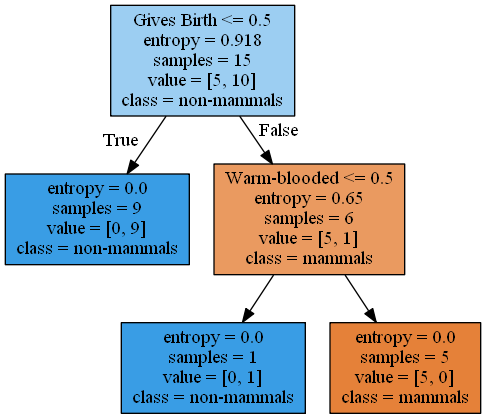 Gives Birth <= 0.5
entropy = 0.918
samples = 15
value = [5, 10]
class = non-mammals
True
False
entropy = 0.0
samples = 9
value = [0, 9]
class = non-mammals
Warm-blooded <= 0.5
entropy = 0.65
samples = 6
value = [5, 1]
class = mammals
entropy = 0.0
samples = 1
value = [0, 1]
class = non-mammals
entropy = 0.0
samples = 5
value = [5, 0]
class = mammals